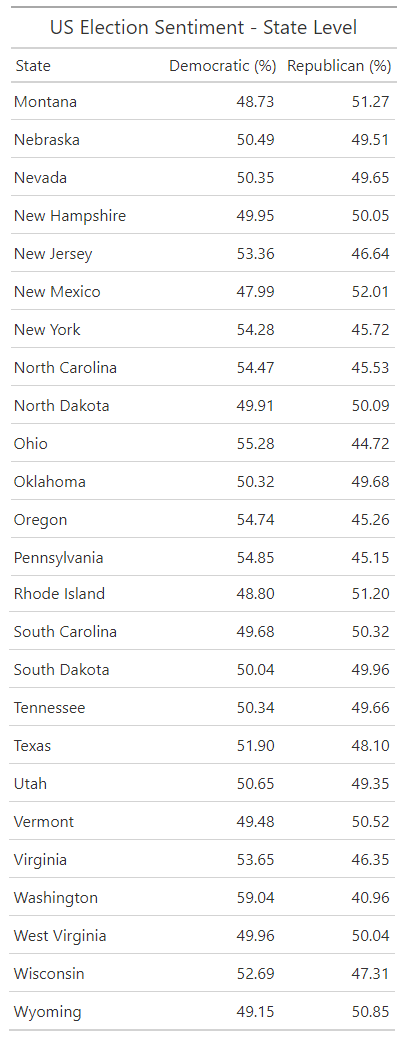 US Election Sentiment - State Level
State Democratic (%) Republican (%)
Montana 48.73 51.27
Nebraska 50.49 49.51
Nevada 50.35 49.65
New Hampshire 49.95 50.05
New Jersey 53.36 46.64
New Mexico 47.99 52.01
New York 54.28 45.72
North Carolina 54.47 45.53
North Dakota 49.91 50.09
Ohio 55.28 44.72
Oklahoma 50.32 49.68
Oregon 54.74 45.26
Pennsylvania 54.85 45.15
Rhode Island 48.80 51.20
South Carolina 49.68 50.32
South Dakota 50.04 49.96
Tennessee 50.34 49.66
Texas 51.90 48.10
Utah 50.65 49.35
Vermont 49.48 50.52
Virginia 53.65 46.35
Washington 59.04 40.96
West Virginia 49.96 50.04
Wisconsin 52.69 47.31
Wyoming 49.15 50.85